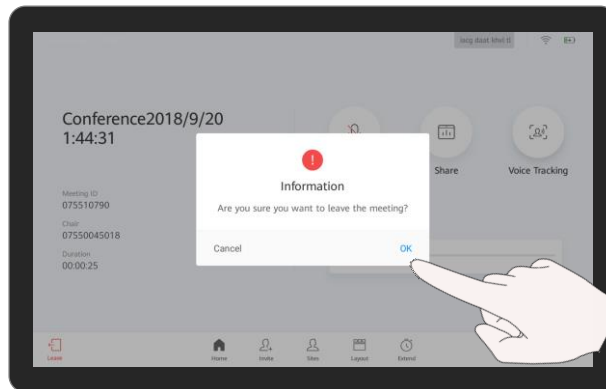 Conference2018/9/20
1:44:31
Share
Voice Tracking
Information
Are you sure you want to leave the meeting?
Meeting ID
075510790
Chair
07550045018
Cancel
OK
Duration
00:00:25
Leave
Home
Invite
Sites
Layout
Extend